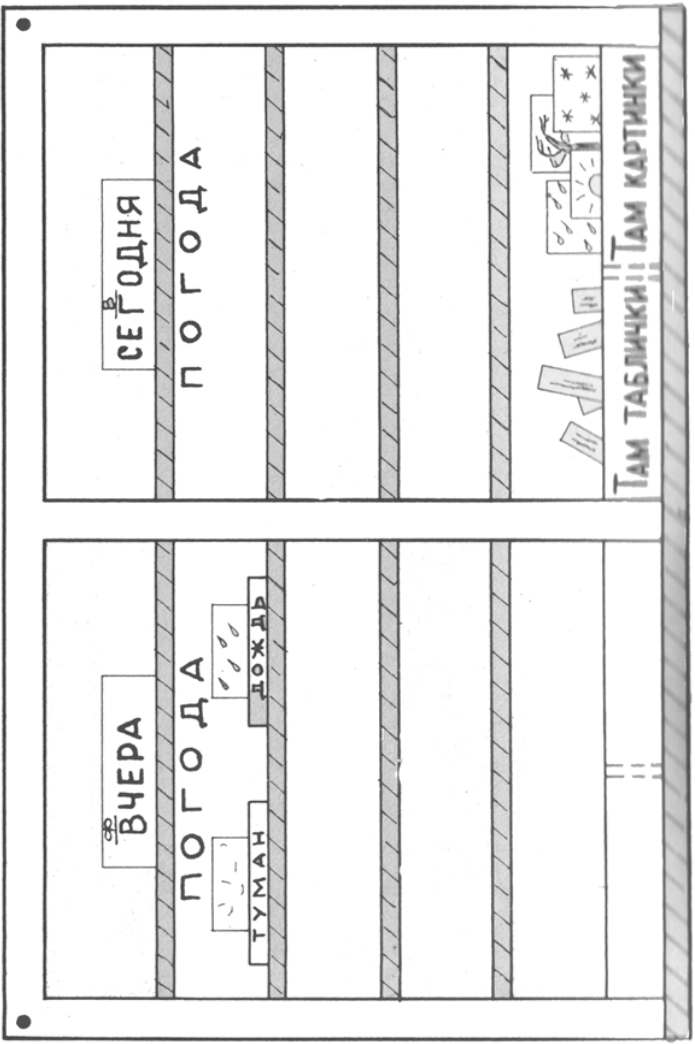 ф
ВЧЕРА
ПОГОДА
ТУМАН ДОЖДЬ
в
СЕГОДНЯ
ПОГОДА
ТАМ ТАБЛИЧКИ ТАМ КАРТИНКИ